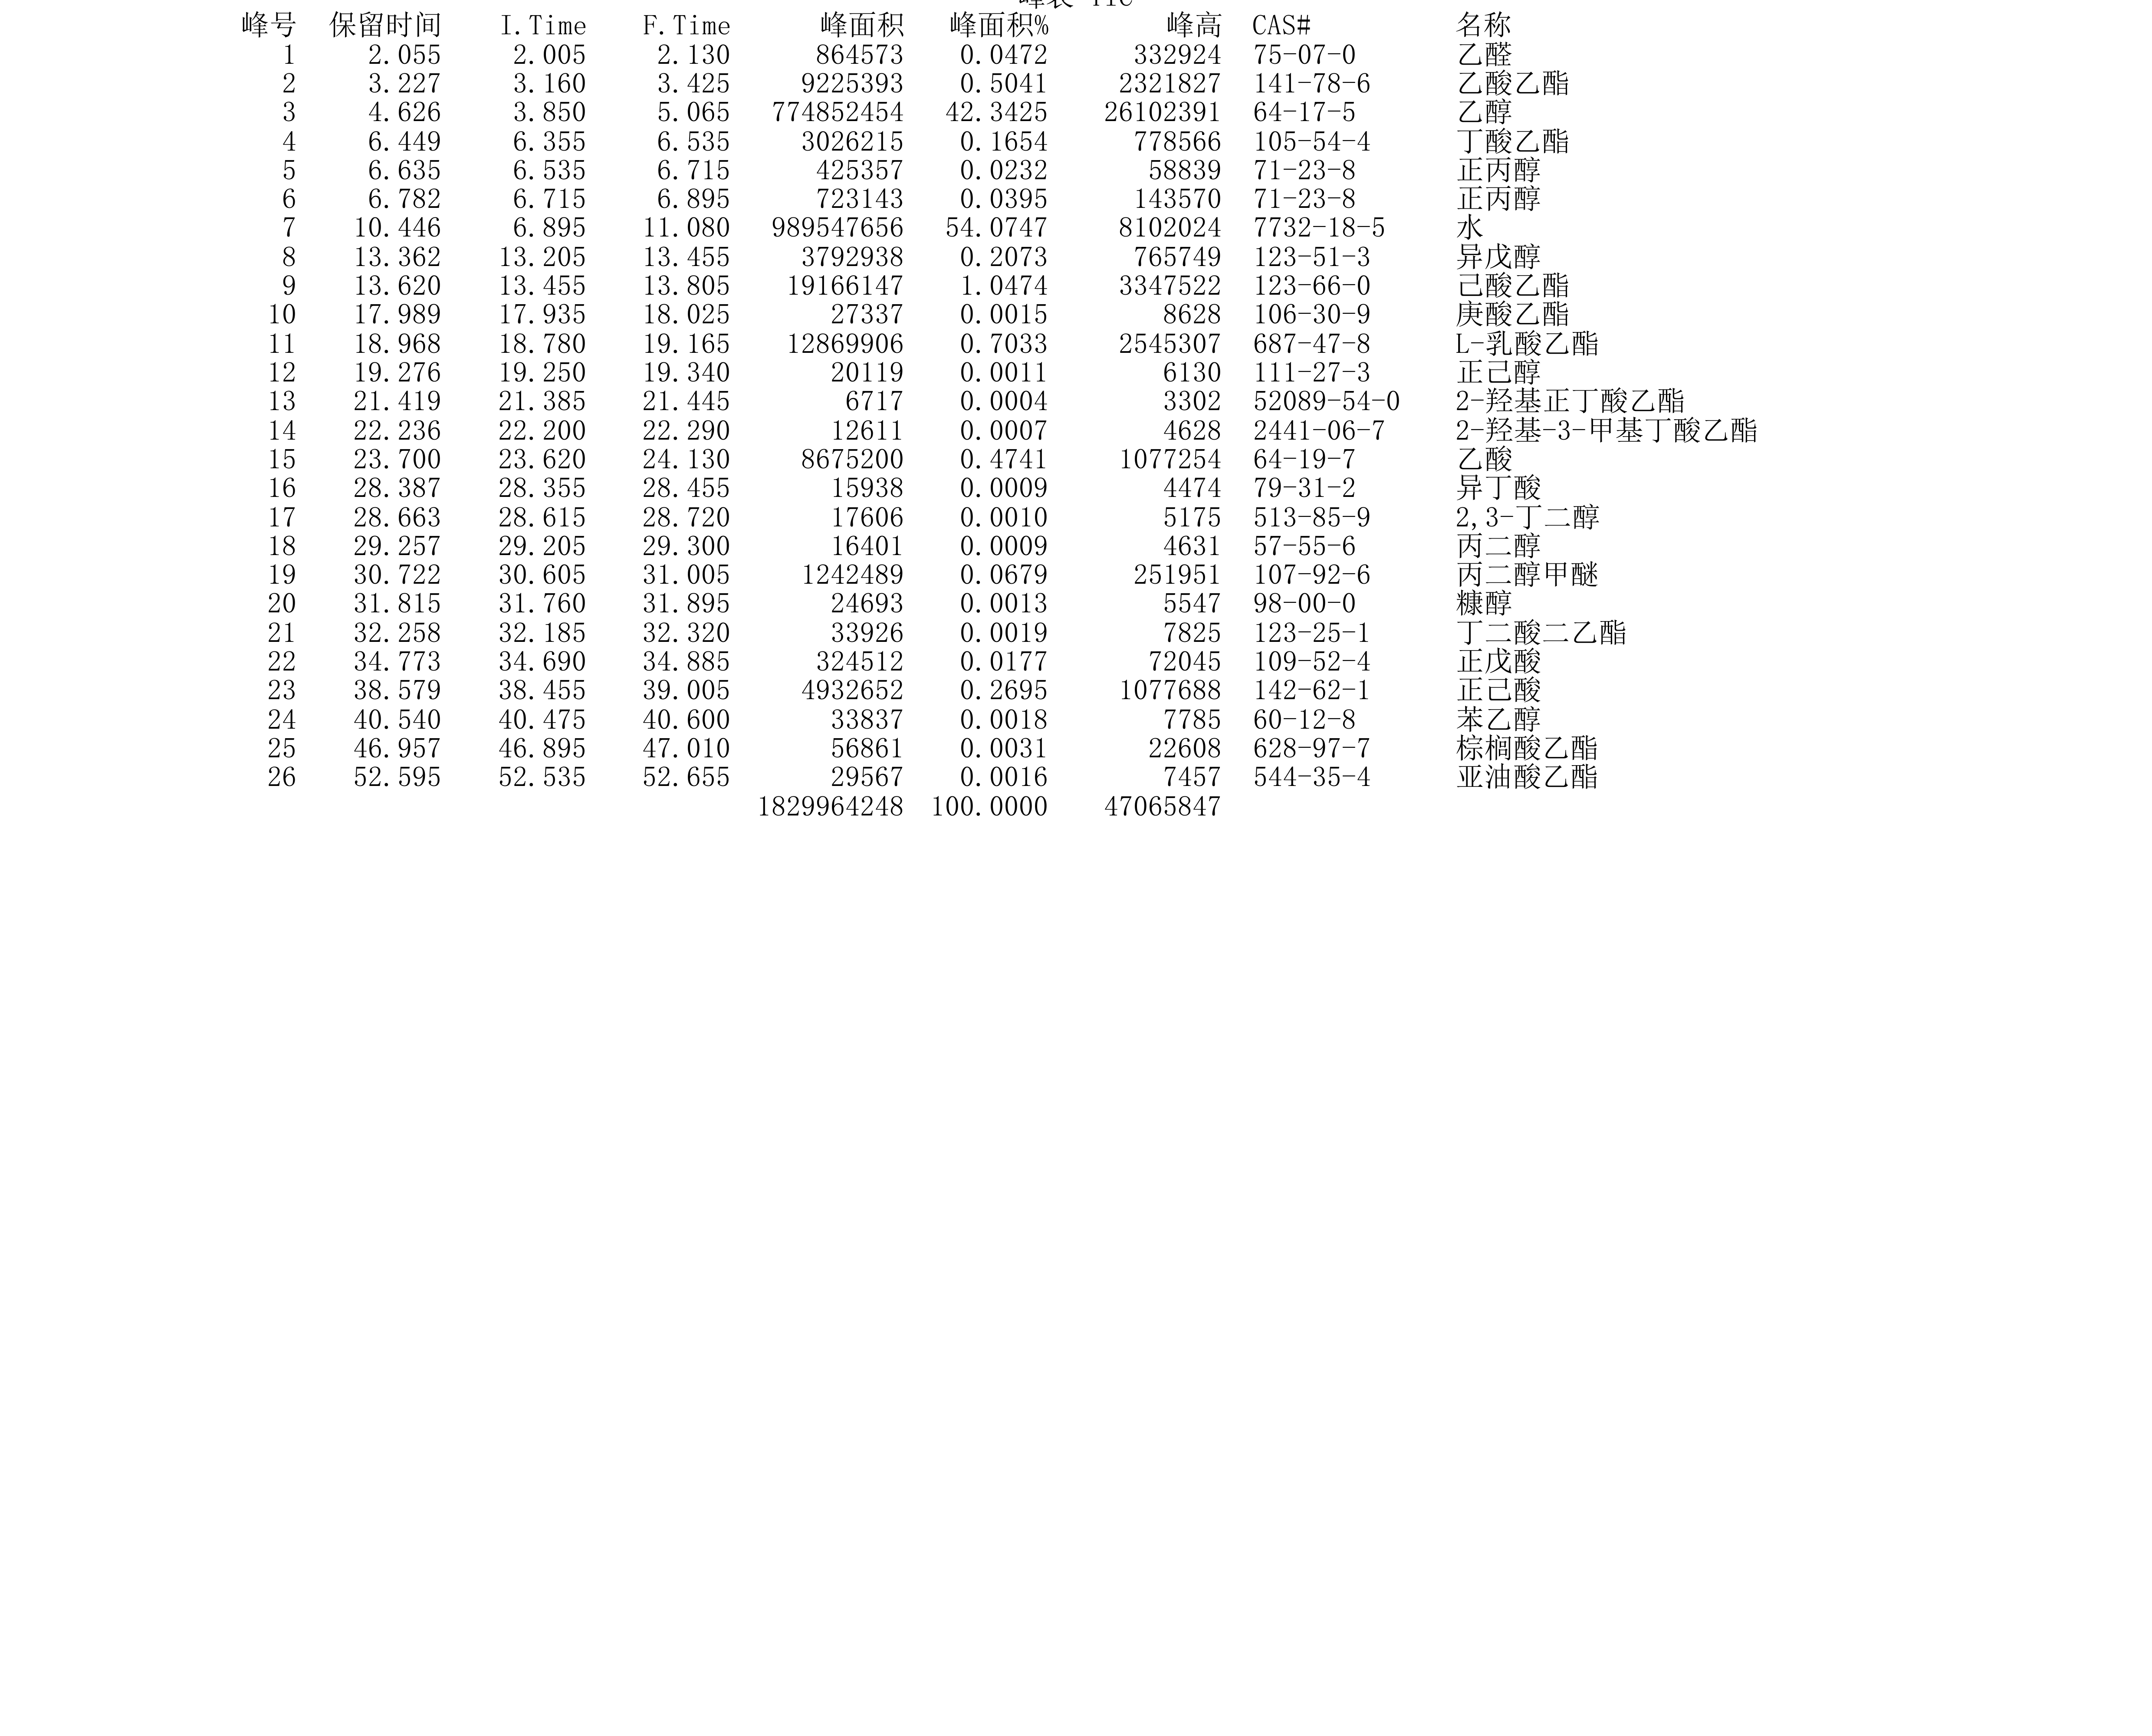 峰表 TIC
峰号 保留时间 I.Time F.Time 峰面积 峰面积% 峰高 CAS# 名称
1 2.055 2.005 2.130 864573 0.0472 332924 75-07-0 乙醛
2 3.227 3.160 3.425 9225393 0.5041 2321827 141-78-6 乙酸乙酯
3 4.626 3.850 5.065 774852454 42.3425 26102391 64-17-5 乙醇
4 6.449 6.355 6.535 3026215 0.1654 778566 105-54-4 丁酸乙酯
5 6.635 6.535 6.715 425357 0.0232 58839 71-23-8 正丙醇
6 6.782 6.715 6.895 723143 0.0395 143570 71-23-8 正丙醇
7 10.446 6.895 11.080 989547656 54.0747 8102024 7732-18-5 水
8 13.362 13.205 13.455 3792938 0.2073 765749 123-51-3 异戊醇
9 13.620 13.455 13.805 19166147 1.0474 3347522 123-66-0 己酸乙酯
10 17.989 17.935 18.025 27337 0.0015 8628 106-30-9 庚酸乙酯
11 18.968 18.780 19.165 12869906 0.7033 2545307 687-47-8 L-乳酸乙酯
12 19.276 19.250 19.340 20119 0.0011 6130 111-27-3 正己醇
13 21.419 21.385 21.445 6717 0.0004 3302 52089-54-0 2-羟基正丁酸乙酯
14 22.236 22.200 22.290 12611 0.0007 4628 2441-06-7 2-羟基-3-甲基丁酸乙酯
15 23.700 23.620 24.130 8675200 0.4741 1077254 64-19-7 乙酸
16 28.387 28.355 28.455 15938 0.0009 4474 79-31-2 异丁酸
17 28.663 28.615 28.720 17606 0.0010 5175 513-85-9 2,3-丁二醇
18 29.257 29.205 29.300 16401 0.0009 4631 57-55-6 丙二醇
19 30.722 30.605 31.005 1242489 0.0679 251951 107-92-6 丙二醇甲醚
20 31.815 31.760 31.895 24693 0.0013 5547 98-00-0 糠醇
21 32.258 32.185 32.320 33926 0.0019 7825 123-25-1 丁二酸二乙酯
22 34.773 34.690 34.885 324512 0.0177 72045 109-52-4 正戊酸
23 38.579 38.455 39.005 4932652 0.2695 1077688 142-62-1 正己酸
24 40.540 40.475 40.600 33837 0.0018 7785 60-12-8 苯乙醇
25 46.957 46.895 47.010 56861 0.0031 22608 628-97-7 棕榈酸乙酯
26 52.595 52.535 52.655 29567 0.0016 7457 544-35-4 亚油酸乙酯
1829964248 100.0000 47065847